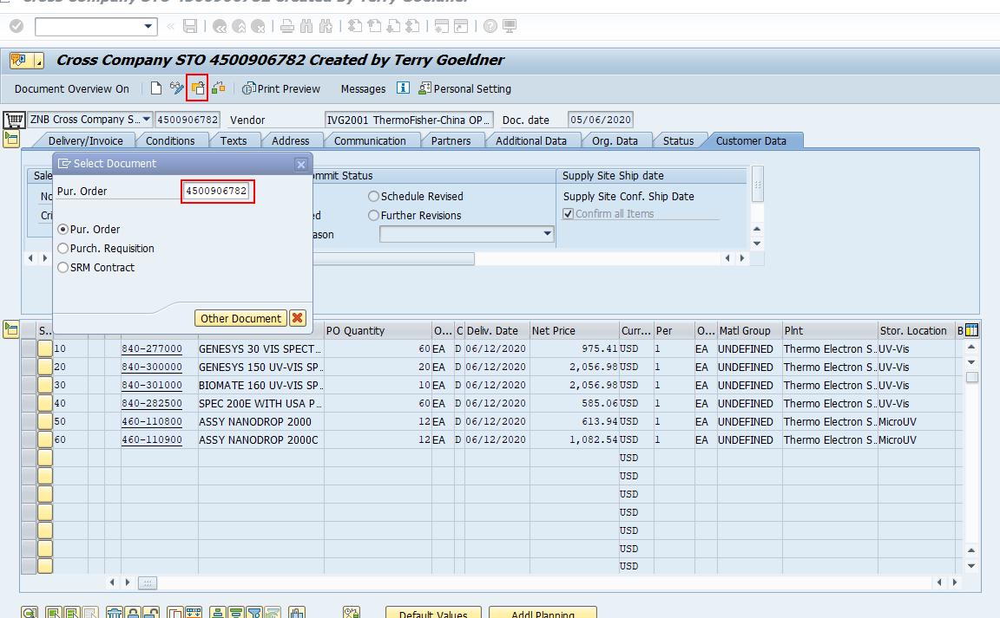 Cross Company STO 4500906782 Created by Terry Goeldner
Cross Company STO 4500906782 Created by Terry Goeldner
Document Overview On Print Preview Messages Personal Setting
ZNB Cross Company S... 4500906782 Vendor IVG2001 ThermoFisher-China OP... Doc. date 05/06/2020
Delivery/Invoice Conditions Texts Address Communication Partners Additional Data Org. Data Status Customer Data
Select Document
Pur. Order 4500906782
Pur. Order
Purch. Requisition
SRM Contract
Other Document
Sale mmit Status Supply Site Ship date
No Schedule Revised Supply Site Conf. Ship Date
Cri ed Further Revisions Confirm all Items
ason
S.. PO Quantity O... C Deliv. Date Net Price Curr... Per O... Matl Group Plnt Stor. Location B
10 840-277000 GENESYS 30 VIS SPECT... 60 EA D 06/12/2020 975.41 USD 1 EA UNDEFINED Thermo Electron S.. UV-Vis
20 840-300000 GENESYS 150 UV-VIS SP.. 20 EA D 06/12/2020 2,056.98 USD 1 EA UNDEFINED Thermo Electron S.. UV-Vis
30 840-301000 BIOMATE 160 UV-VIS SP.. 10 EA D 06/12/2020 2,056.98 USD 1 EA UNDEFINED Thermo Electron S.. UV-Vis
40 840-282500 SPEC 200E WITH USA P... 60 EA D 06/12/2020 585.06 USD 1 EA UNDEFINED Thermo Electron S.. UV-Vis
50 460-110800 ASSY NANODROP 2000 12 EA D 06/12/2020 613.94 USD 1 EA UNDEFINED Thermo Electron S.. MicroUV
60 460-110900 ASSY NANODROP 2000C 12 EA D 06/12/2020 1,082.54 USD 1 EA UNDEFINED Thermo Electron S.. MicroUV
USD
USD
USD
USD
USD
USD
USD
Default Values Addl Planning